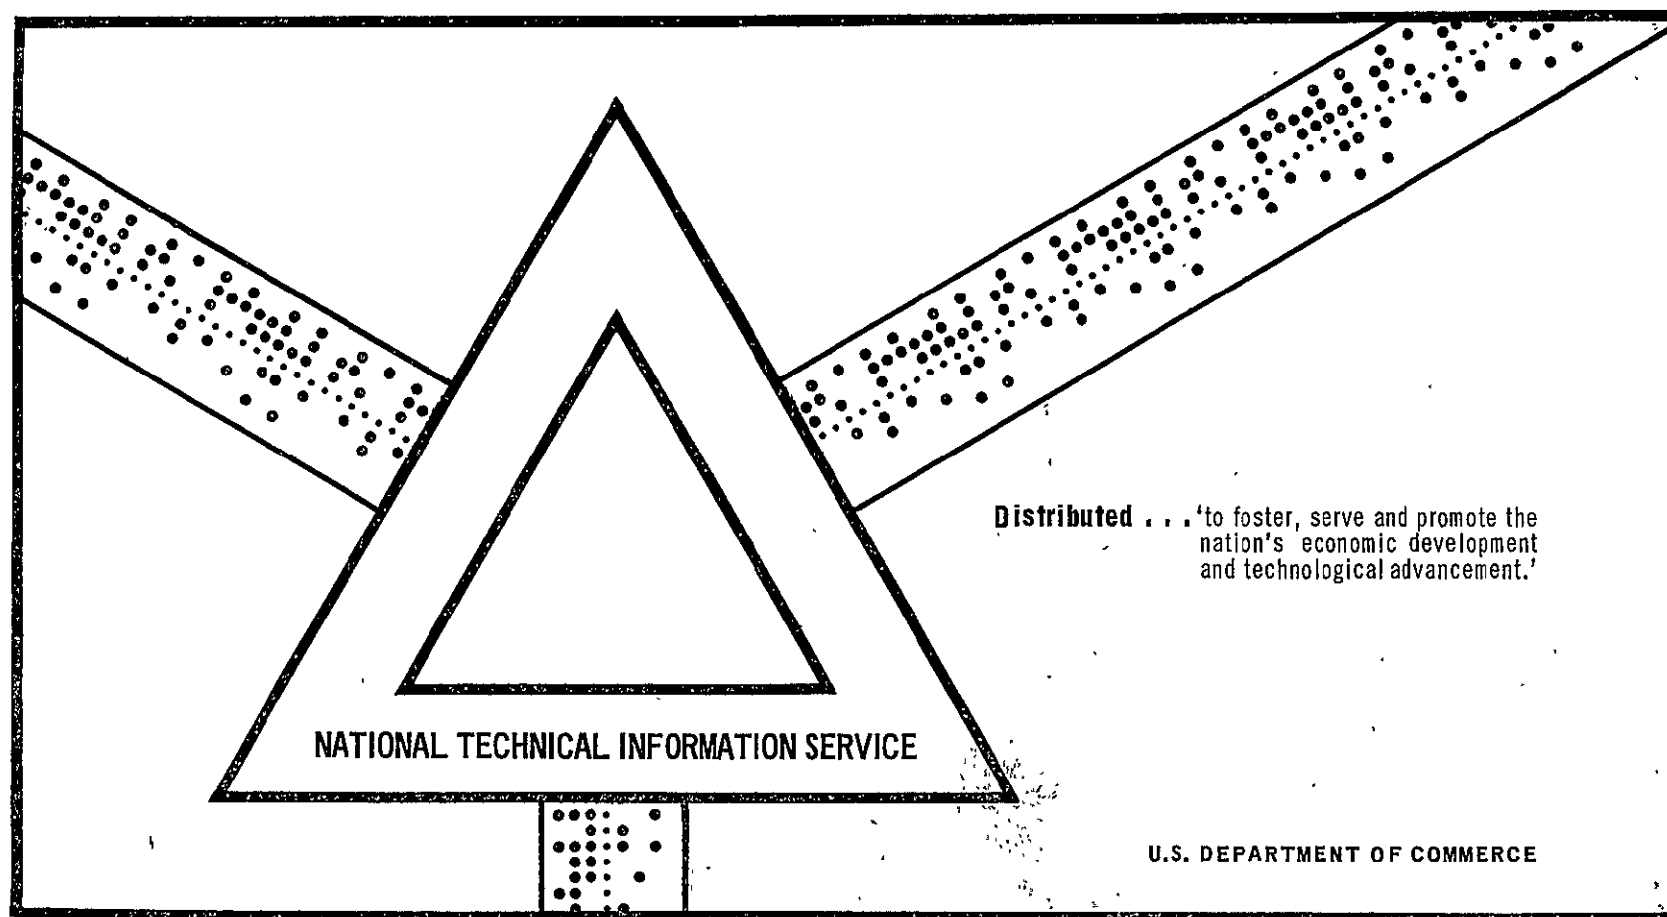 Distributed . . . 'to foster, serve and promote the
nation's economic development
and technological advancement.'
NATIONAL TECHNICAL INFORMATION SERVICE
U.S. DEPARTMENT OF COMMERCE